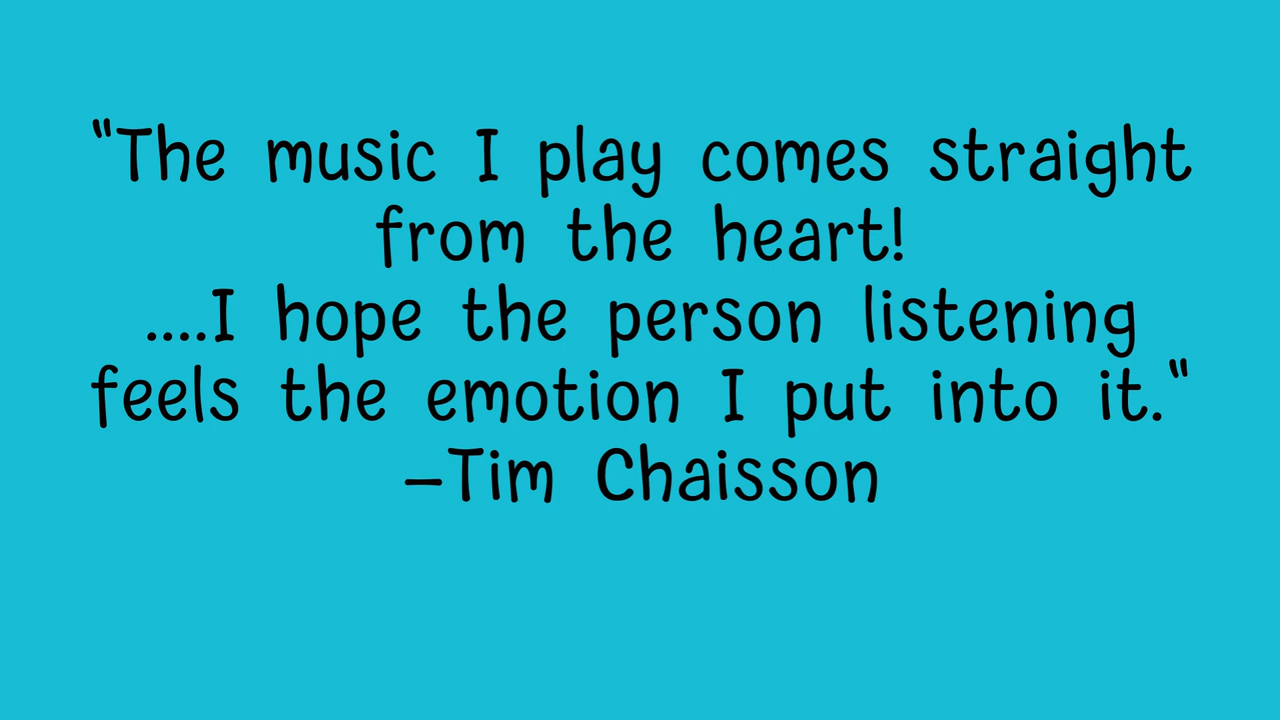 "The music I play comes straight
from the heart!
....I hope the person listening
feels the emotion I put into it."
–Tim Chaisson